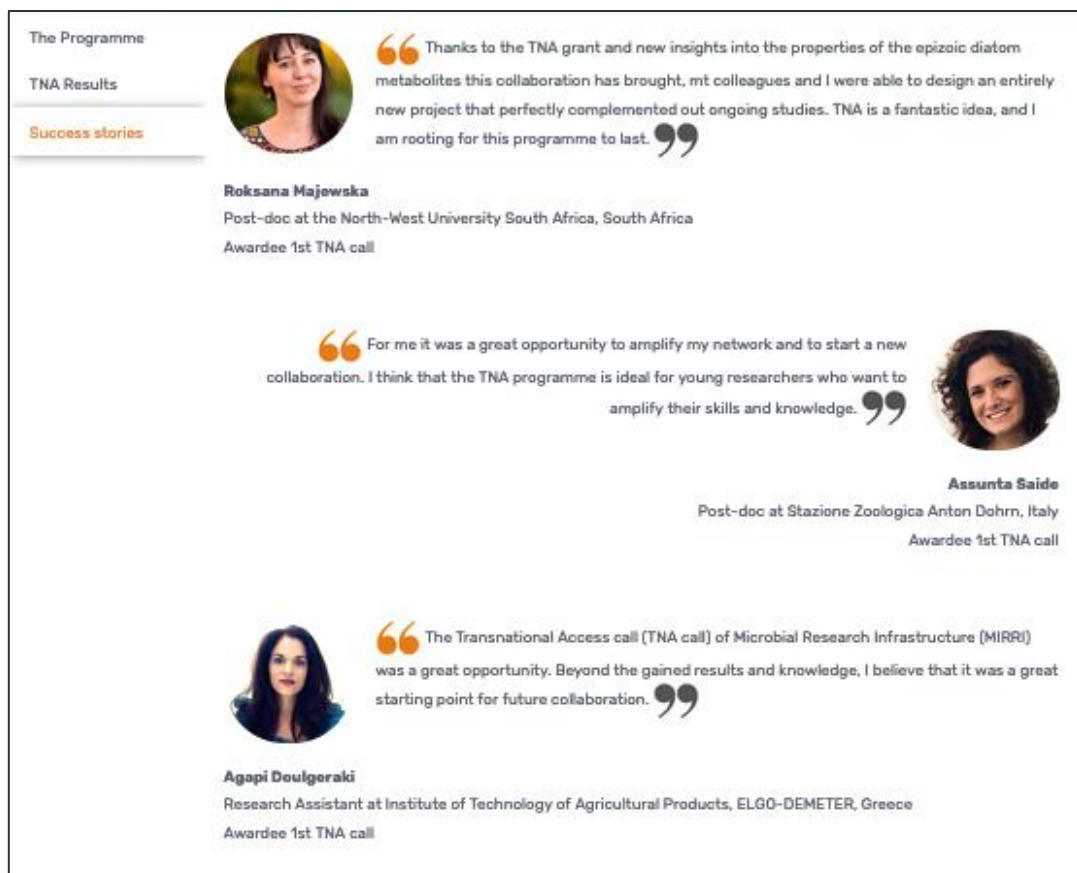 The Programme
TNA Results
Success stories
Thanks to the TNA grant and new insights into the properties of the epizoic diatom
metabolites this collaboration has brought, mt colleagues and I were able to design an entirely
new project that perfectly complemented out ongoing studies. TNA is a fantastic idea, and I
am rooting for this programme to last.
Roksana Majewska
Post-doc at the North-West University South Africa, South Africa
Awardee 1st TNA call
For me it was a great opportunity to amplify my network and to start a new
collaboration. I think that the TNA programme is ideal for young researchers who want to
amplify their skills and knowledge.
Assunta Saide
Post-doc at Stazione Zoologica Anton Dohrn, Italy
Awardee 1st TNA call
The Transnational Access call (TNA call) of Microbial Research Infrastructure (MIRRI)
was a great opportunity. Beyond the gained results and knowledge, I believe that it was a great
starting point for future collaboration.
Agapi Doulgeraki
Research Assistant at Institute of Technology of Agricultural Products, ELGO-DEMETER, Greece
Awardee 1st TNA call